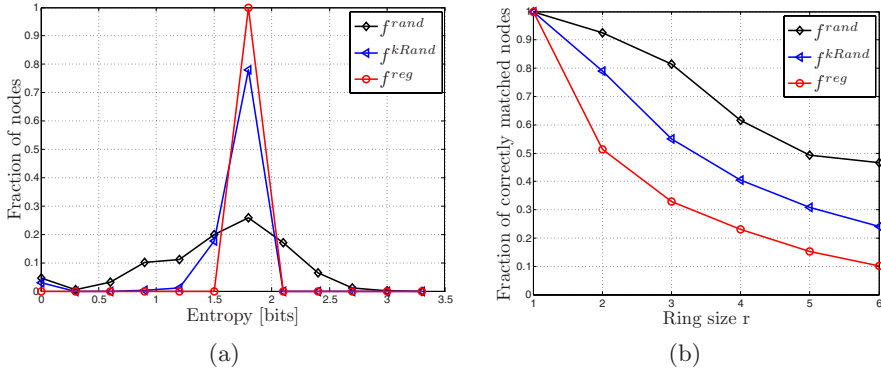 1
0.9
0.8
0.7
0.6
0.5
0.4
0.3
0.2
0.1
0
Fraction of nodes
0 0.5 1 1.5 2 2.5 3 3.5
Entropy [bits]
f^{rand}
f^{kRand}
f^{reg}
(a)
1
0.9
0.8
0.7
0.6
0.5
0.4
0.3
0.2
0.1
0
Fraction of correctly matched nodes
1 2 3 4 5 6
Ring size r
f^{rand}
f^{kRand}
f^{reg}
(b)